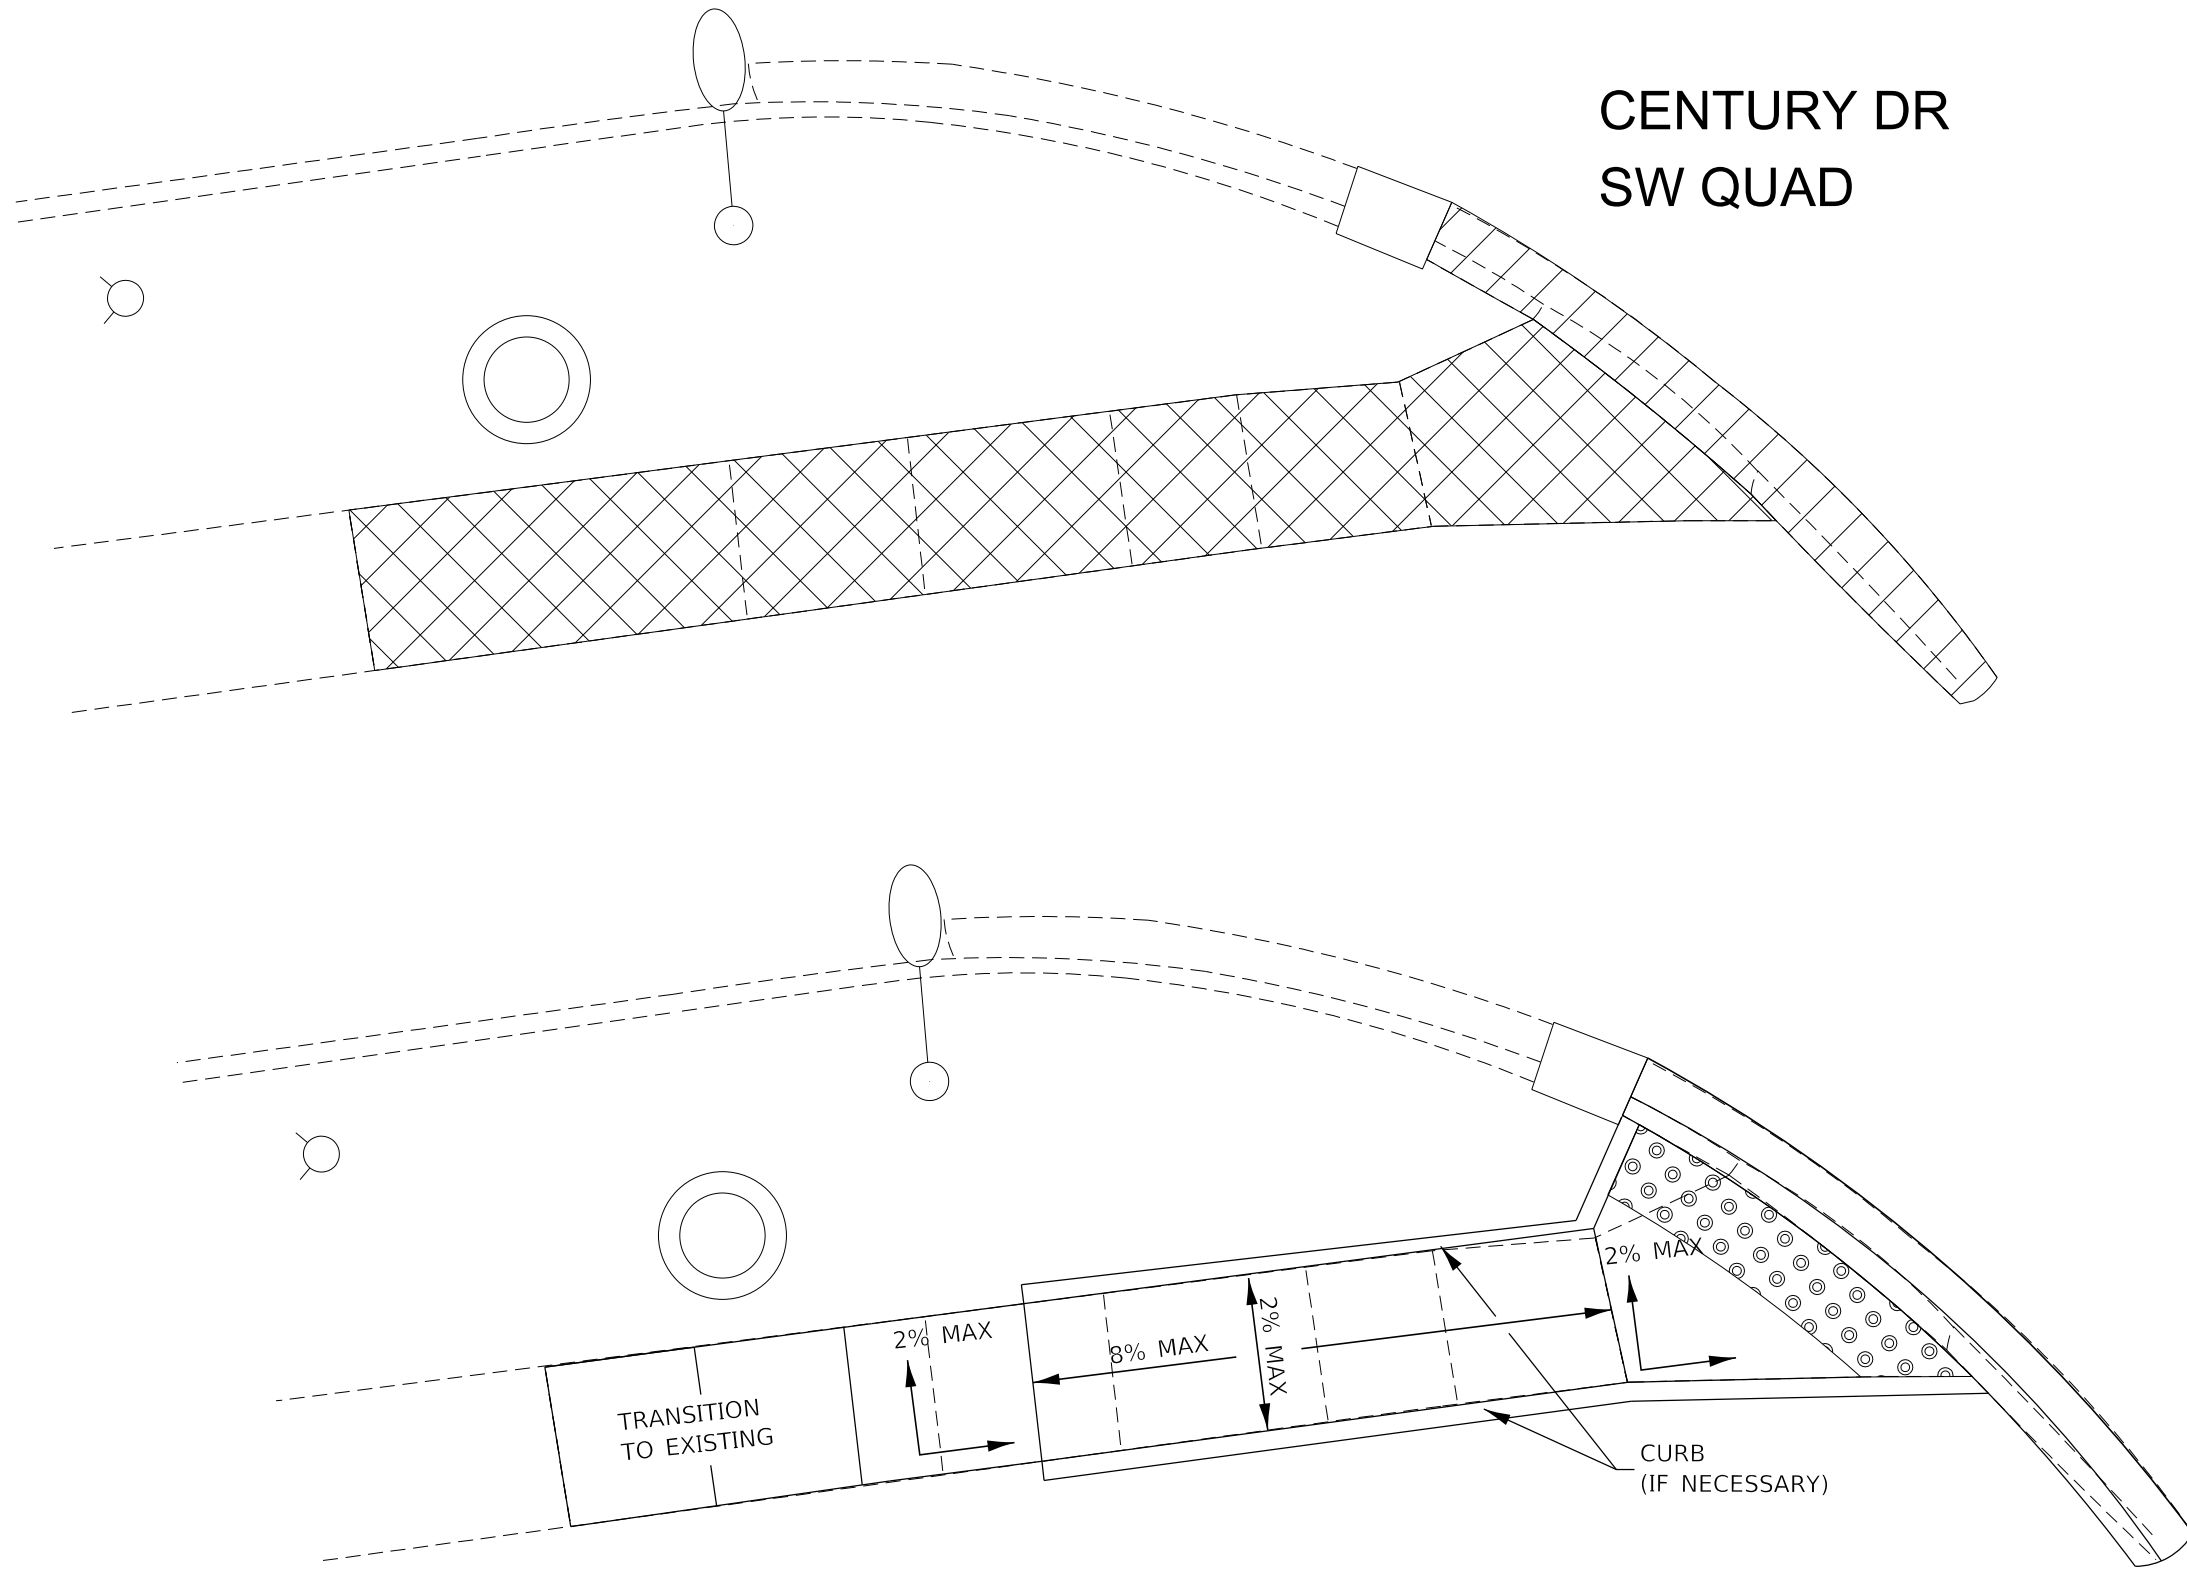 CENTURY DR
SW QUAD
2% MAX
2% MAX
8% MAX
2% MAX
TRANSITION
TO EXISTING
CURB
(IF NECESSARY)